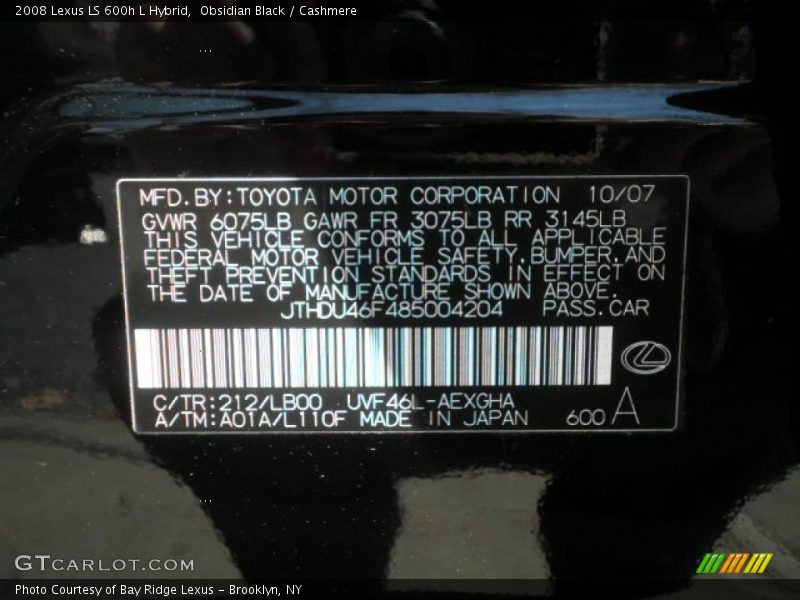 2008 Lexus LS 600h L Hybrid,  Obsidian Black / Cashmere
MFD.BY:TOYOTA MOTOR CORPORATION 10/07
GVWR 6075LB GAWR FR 3075LB RR 3145LB
THIS VEHICLE CONFORMS TO ALL APPLICABLE
FEDERAL MOTOR VEHICLE SAFETY,BUMPER,AND
THEFT PREVENTION STANDARDS IN EFFECT ON
THE DATE OF MANUFACTURE SHOWN ABOVE.
JTHDU46F485004204 PASS.CAR
C/TR:212/LB00 UVF46L-AEXGHA
A/TM:A01A/L110F MADE IN JAPAN 600 A
GTCARLOT.COM
Photo Courtesy of Bay Ridge Lexus – Brooklyn, NY